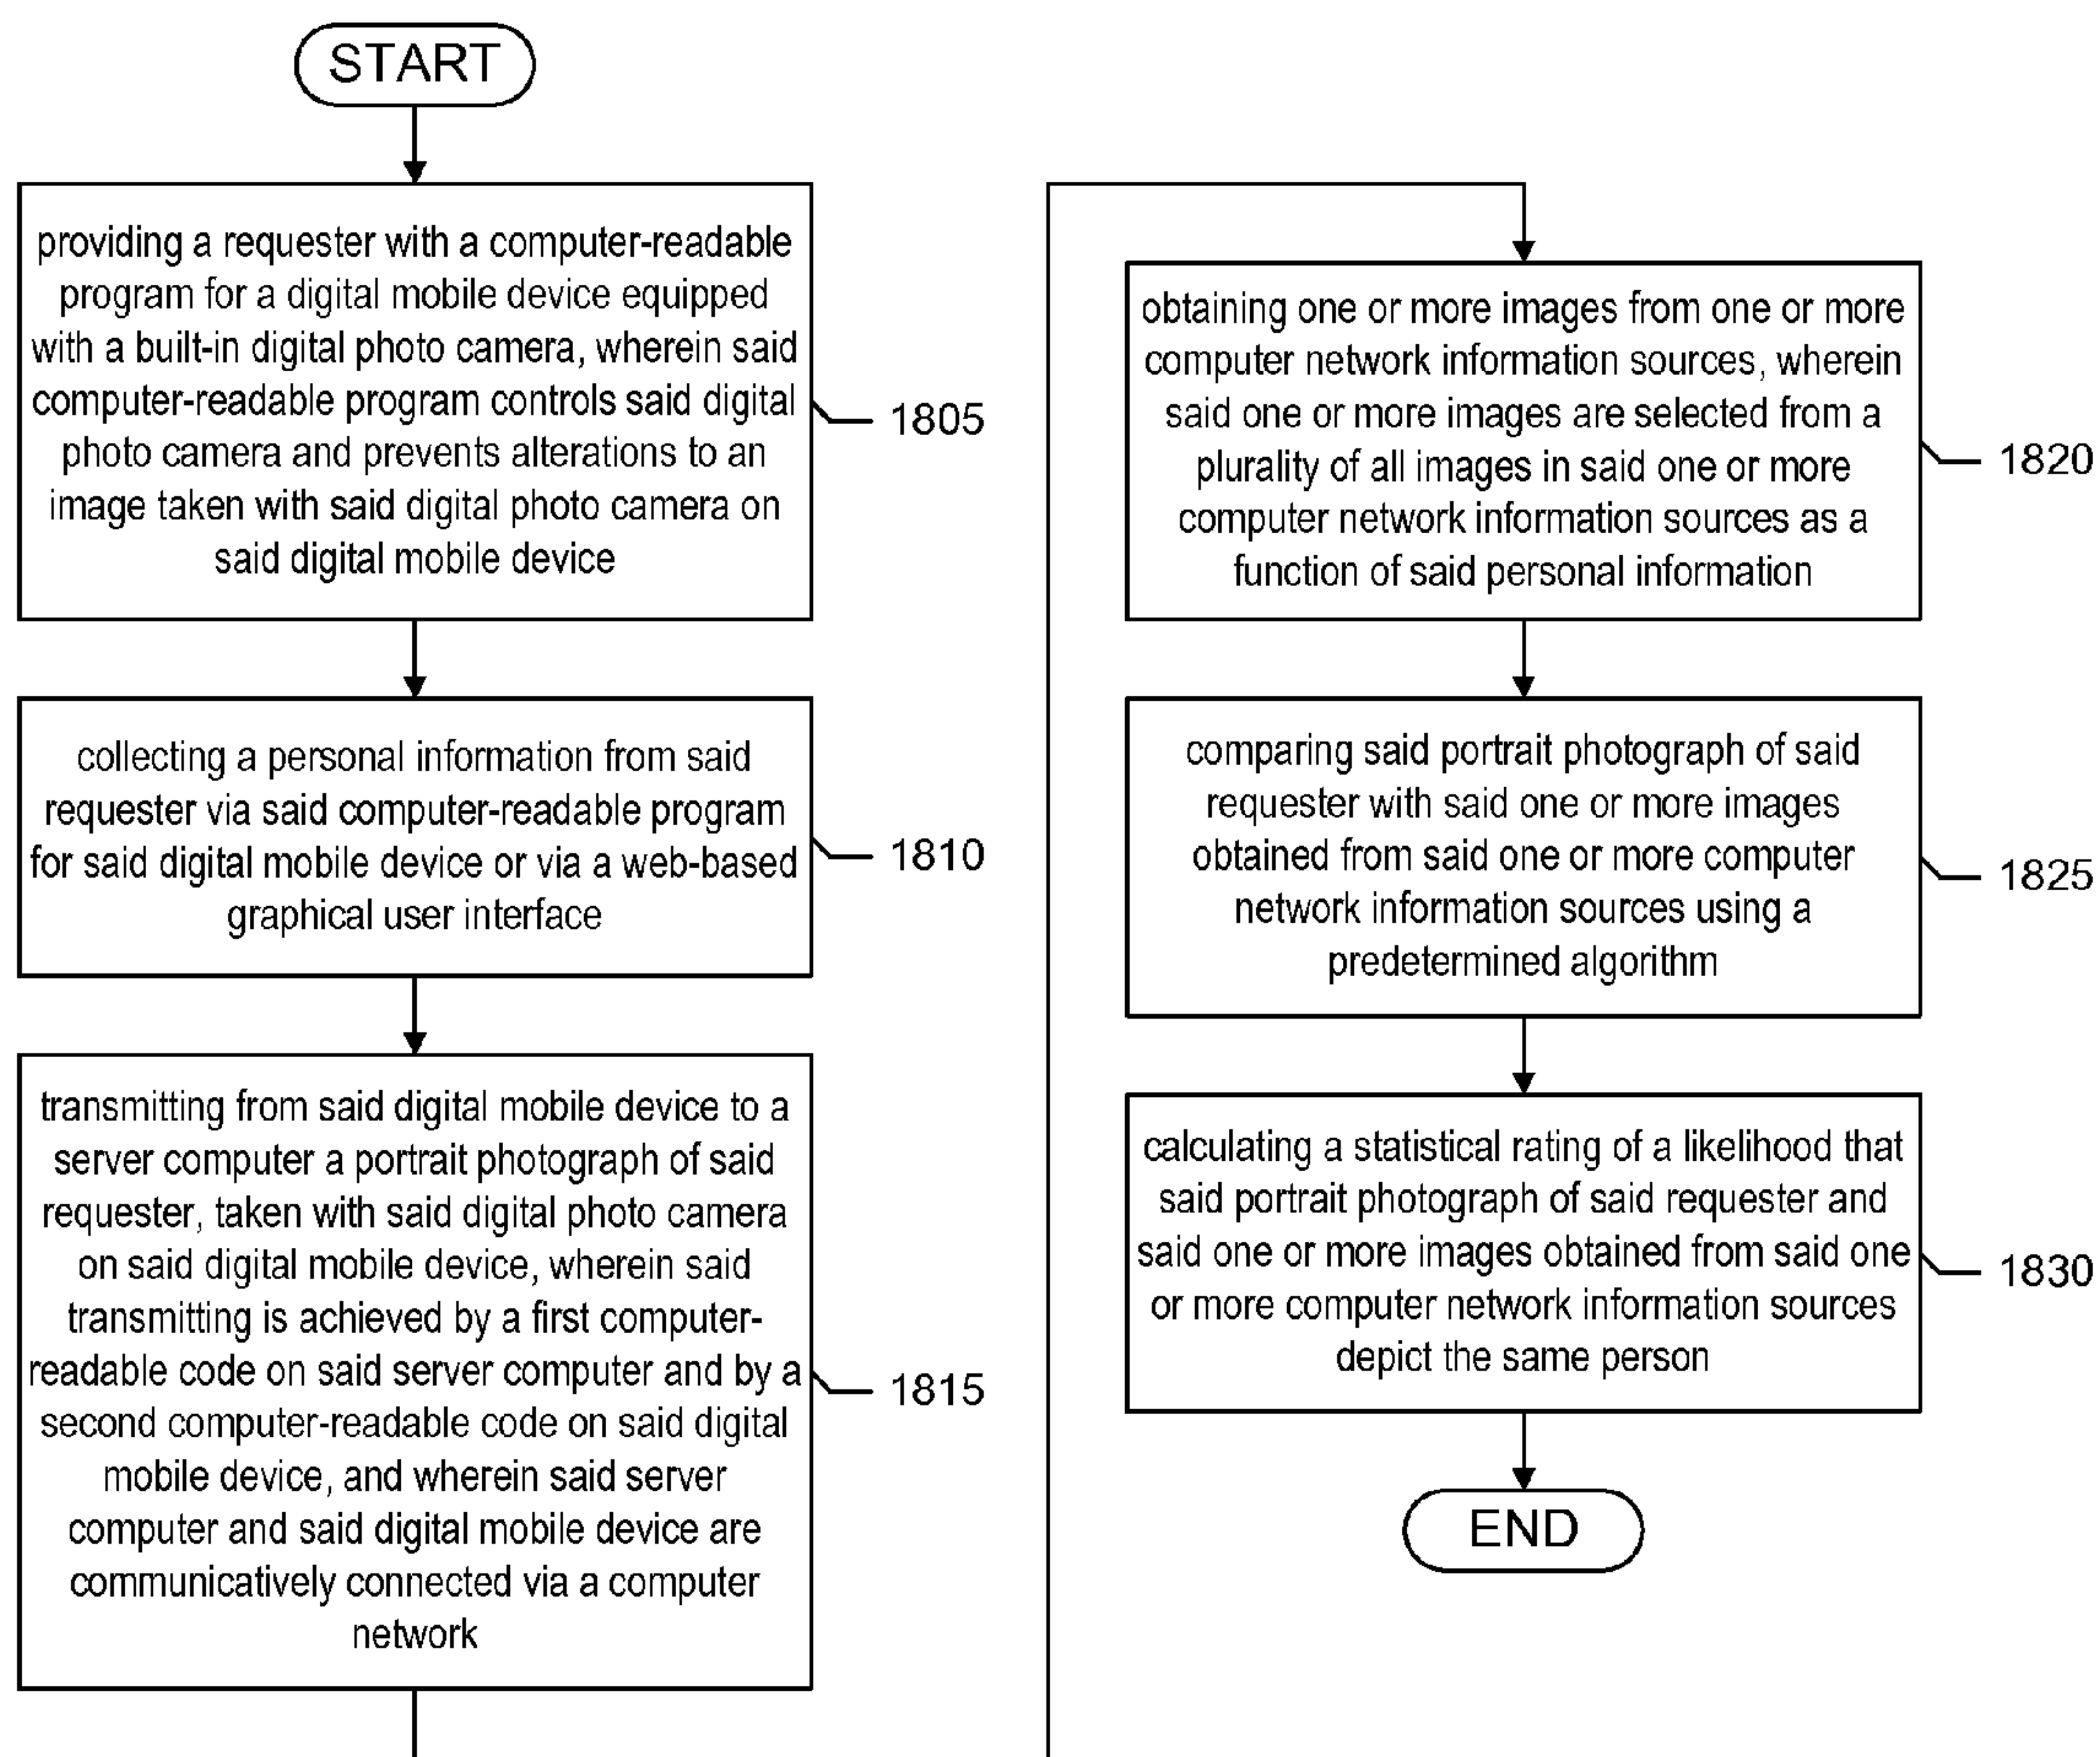 START
providing a requester with a computer-readable
program for a digital mobile device equipped
with a built-in digital photo camera, wherein said
computer-readable program controls said digital
photo camera and prevents alterations to an
image taken with said digital photo camera on
said digital mobile device
1805
collecting a personal information from said
requester via said computer-readable program
for said digital mobile device or via a web-based
graphical user interface
1810
transmitting from said digital mobile device to a
server computer a portrait photograph of said
requester, taken with said digital photo camera
on said digital mobile device, wherein said
transmitting is achieved by a first computer-
readable code on said server computer and by a
second computer-readable code on said digital
mobile device, and wherein said server
computer and said digital mobile device are
communicatively connected via a computer
network
1815
obtaining one or more images from one or more
computer network information sources, wherein
said one or more images are selected from a
plurality of all images in said one or more
computer network information sources as a
function of said personal information
1820
comparing said portrait photograph of said
requester with said one or more images
obtained from said one or more computer
network information sources using a
predetermined algorithm
1825
calculating a statistical rating of a likelihood that
said portrait photograph of said requester and
said one or more images obtained from said one
or more computer network information sources
depict the same person
1830
END